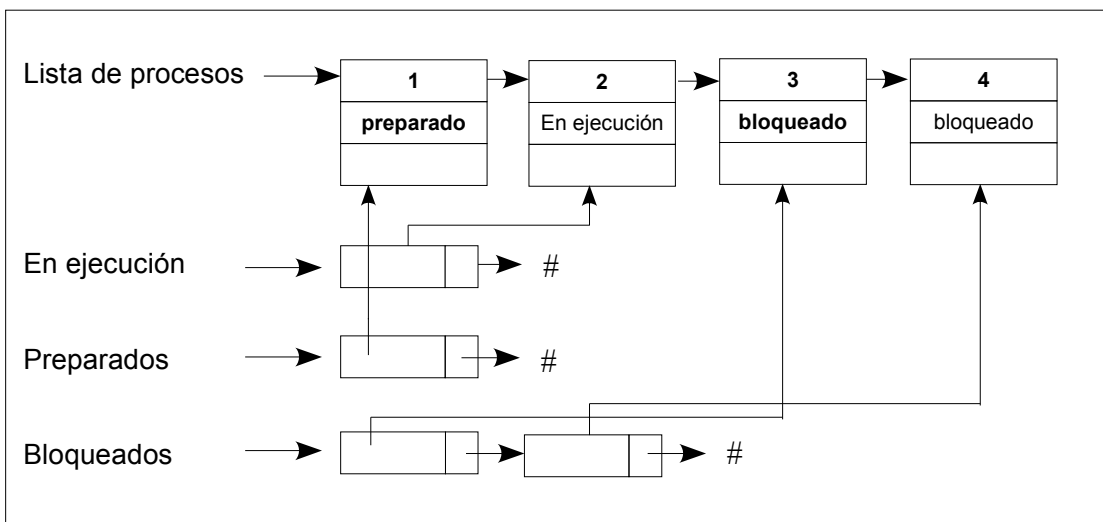 Lista de procesos
1
2
3
4
preparado
En ejecución
bloqueado
bloqueado
En ejecución
#
Preparados
#
Bloqueados
#